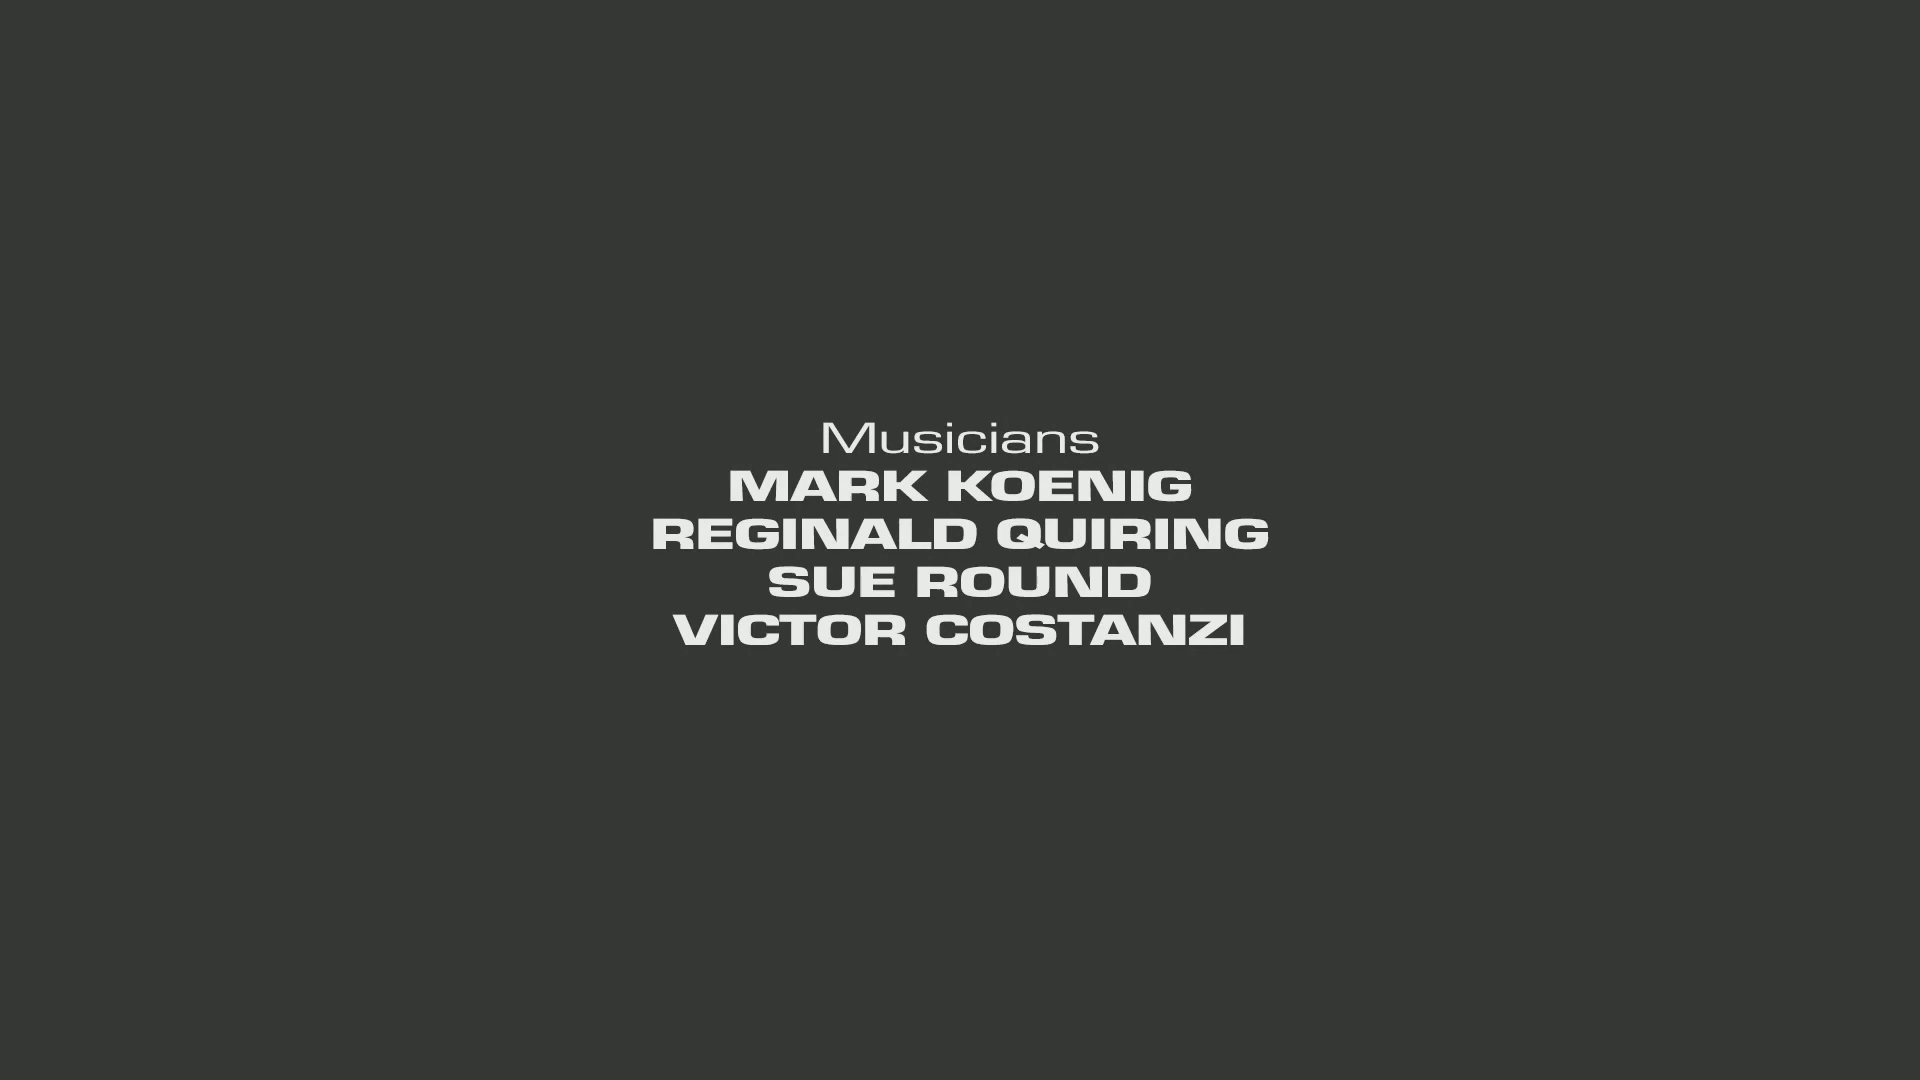 Musicians
MARK KOENIG
REGINALD QUIRING
SUE ROUND
VICTOR COSTANZI